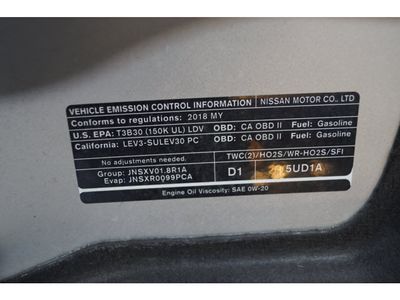 VEHICLE EMISSION CONTROL INFORMATION NISSAN MOTOR CO., LTD
Conforms to regulations: 2018 MY
U.S. EPA: T3B30 (150K UL) LDV OBD: CA OBD II Fuel: Gasoline
California: LEV3-SULEV30 PC OBD: CA OBD II Fuel: Gasoline
No adjustments needed. TWC(2)/HO2S/WR-HO2S/SFI
Group: JNSXV01.8R1A
Evap: JNSXR0099PCA
D1 5UD1A
Engine Oil Viscosity: SAE 0W-20